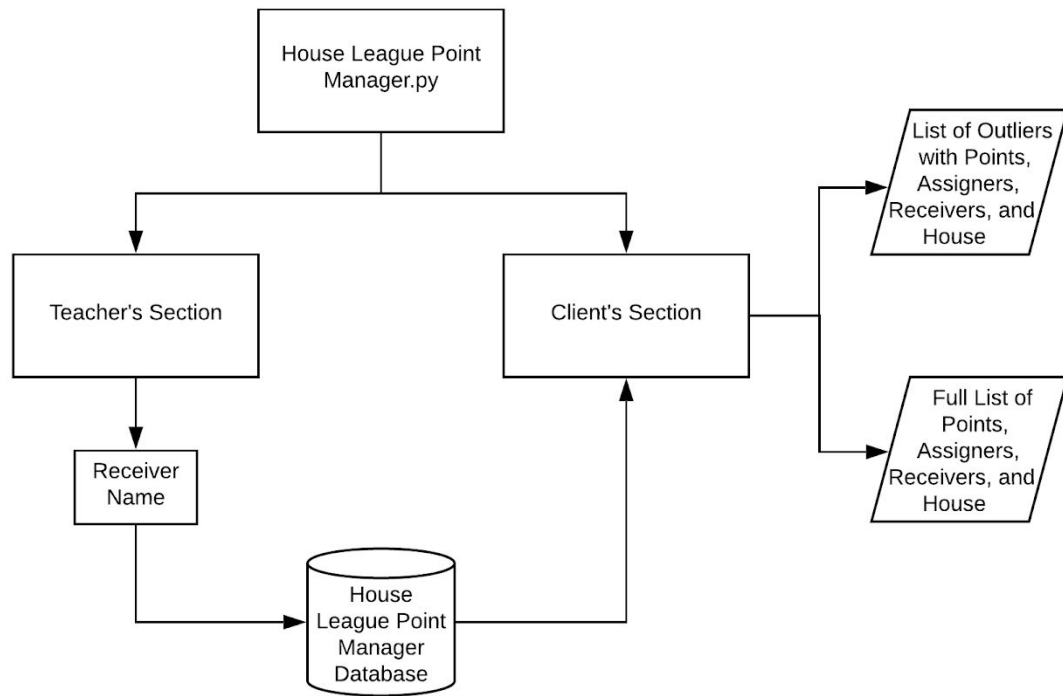 House League Point
Manager.py
List of Outliers
with Points,
Assigners,
Receivers, and
House
Teacher's Section
Client's Section
Full List of
Points,
Assigners,
Receivers, and
House
Receiver
Name
House
League Point
Manager
Database